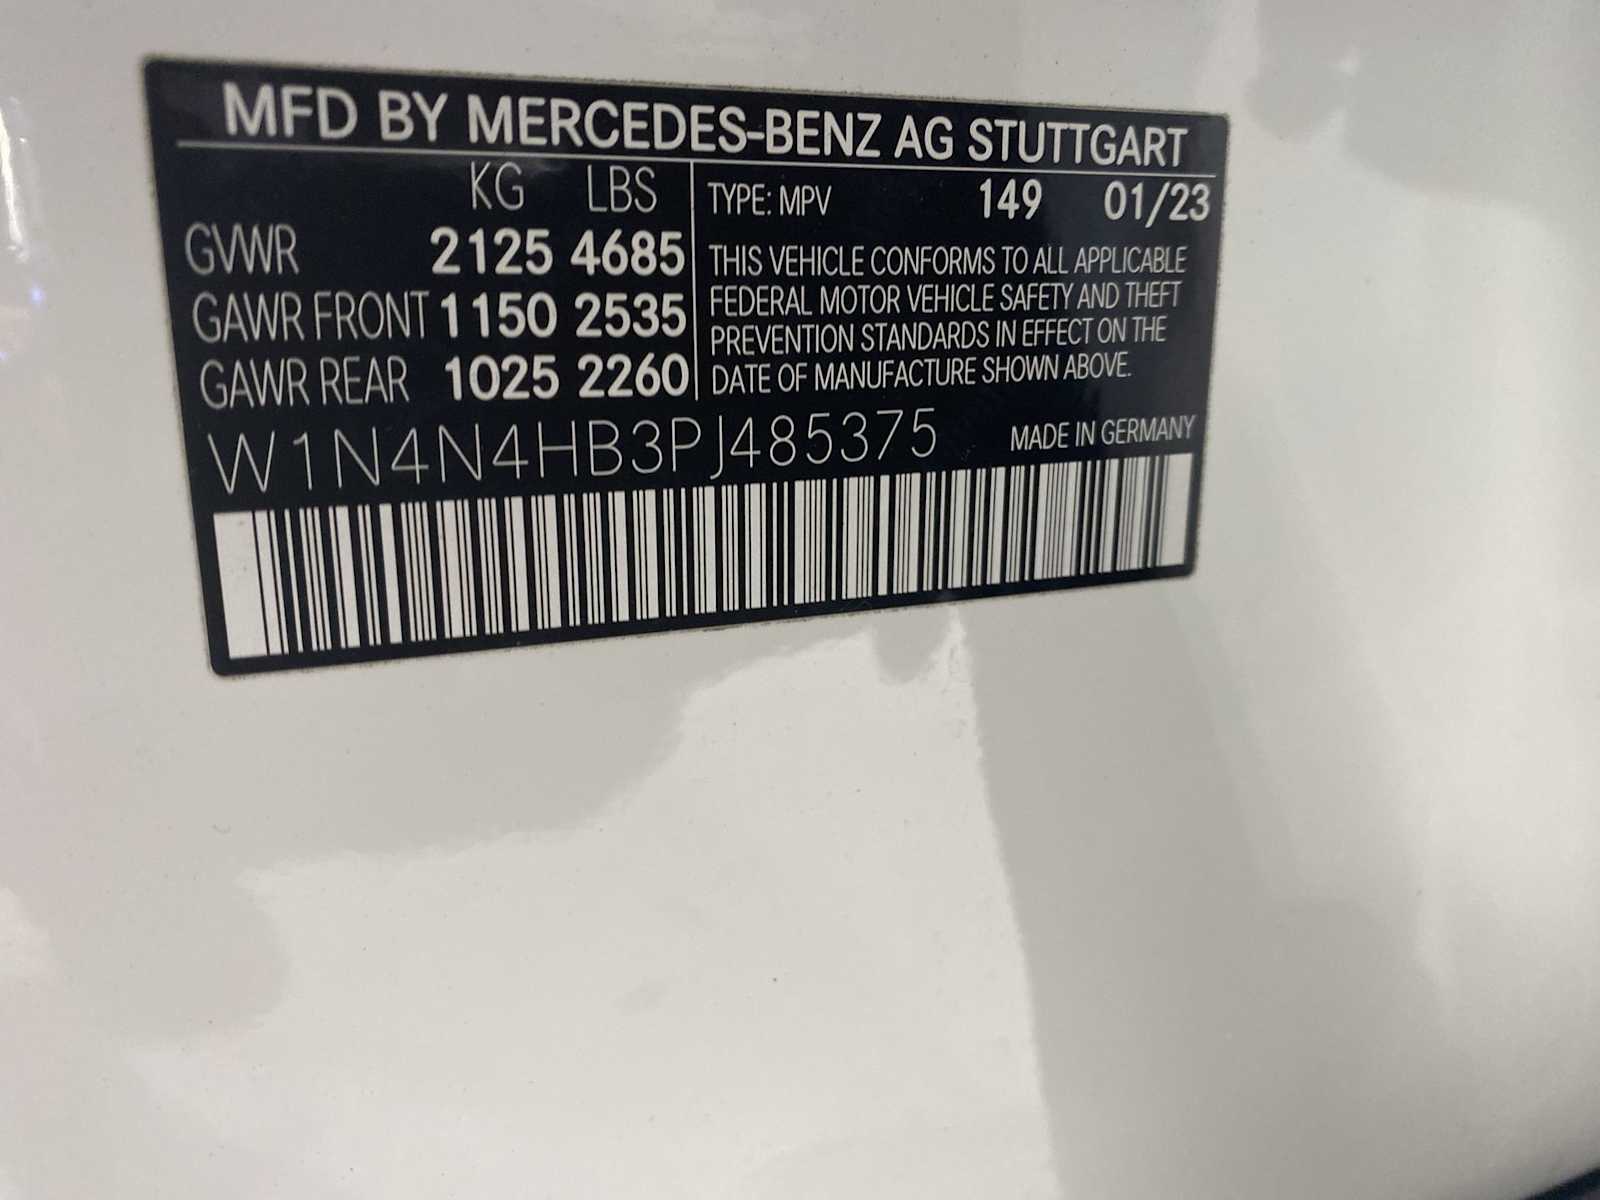 MFD BY MERCEDES-BENZ AG STUTTGART
KG LBS
GVWR 2125 4685
GAWR FRONT 1150 2535
GAWR REAR 1025 2260
TYPE: MPV 149 01/23
THIS VEHICLE CONFORMS TO ALL APPLICABLE
FEDERAL MOTOR VEHICLE SAFETY AND THEFT
PREVENTION STANDARDS IN EFFECT ON THE
DATE OF MANUFACTURE SHOWN ABOVE.
W1N4N4HB3PJ485375 MADE IN GERMANY